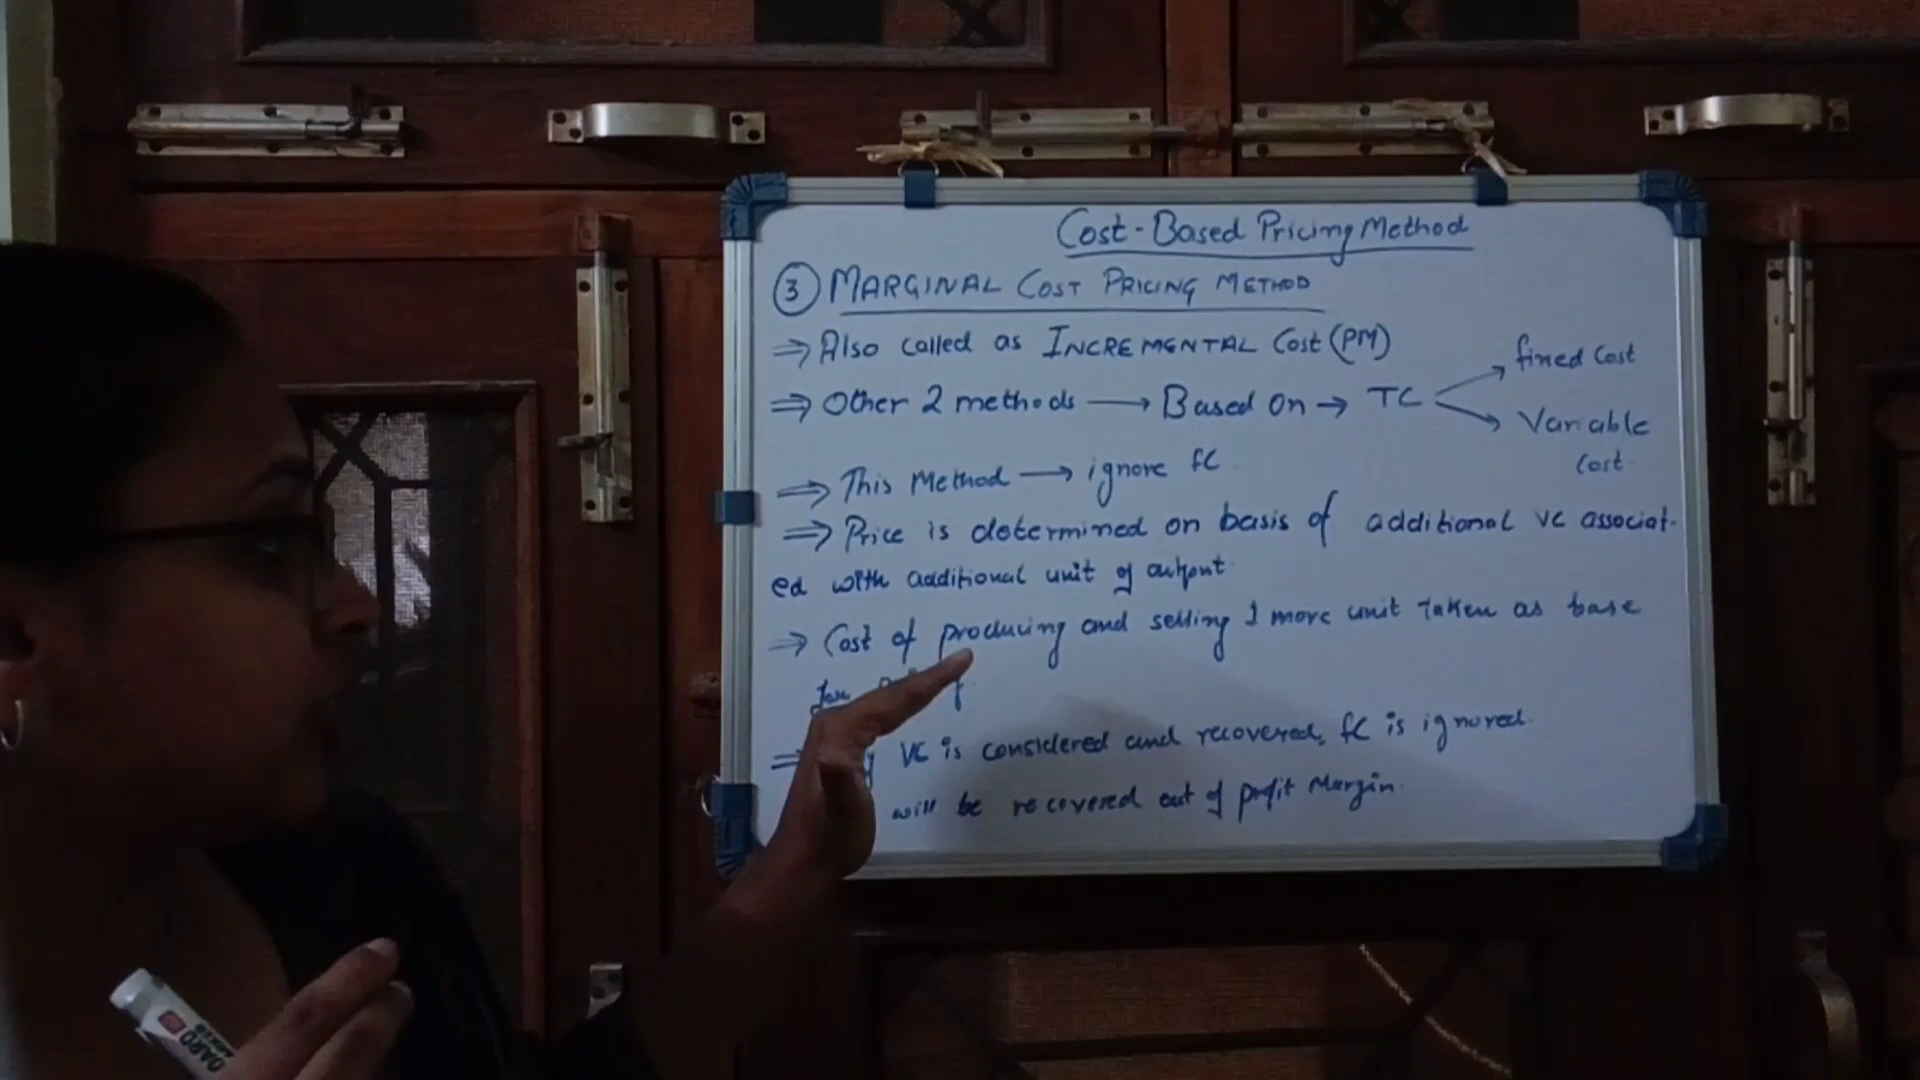 Cost-Based Pricing Method
③ MARGINAL COST PRICING METHOD
⇒ Also called as INCREMENTAL Cost (PM)
⇒ Other 2 methods → Based On → TC
fixed Cost
Variable
Cost
⇒ This Method → ignore FC
⇒ Price is determined on basis of additional VC associat-
ed with additional unit of output
⇒ Cost of producing and selling 1 more unit taken as base
for
⇒ VC is considered and recovered, FC is ignored
will be recovered out of profit Margin